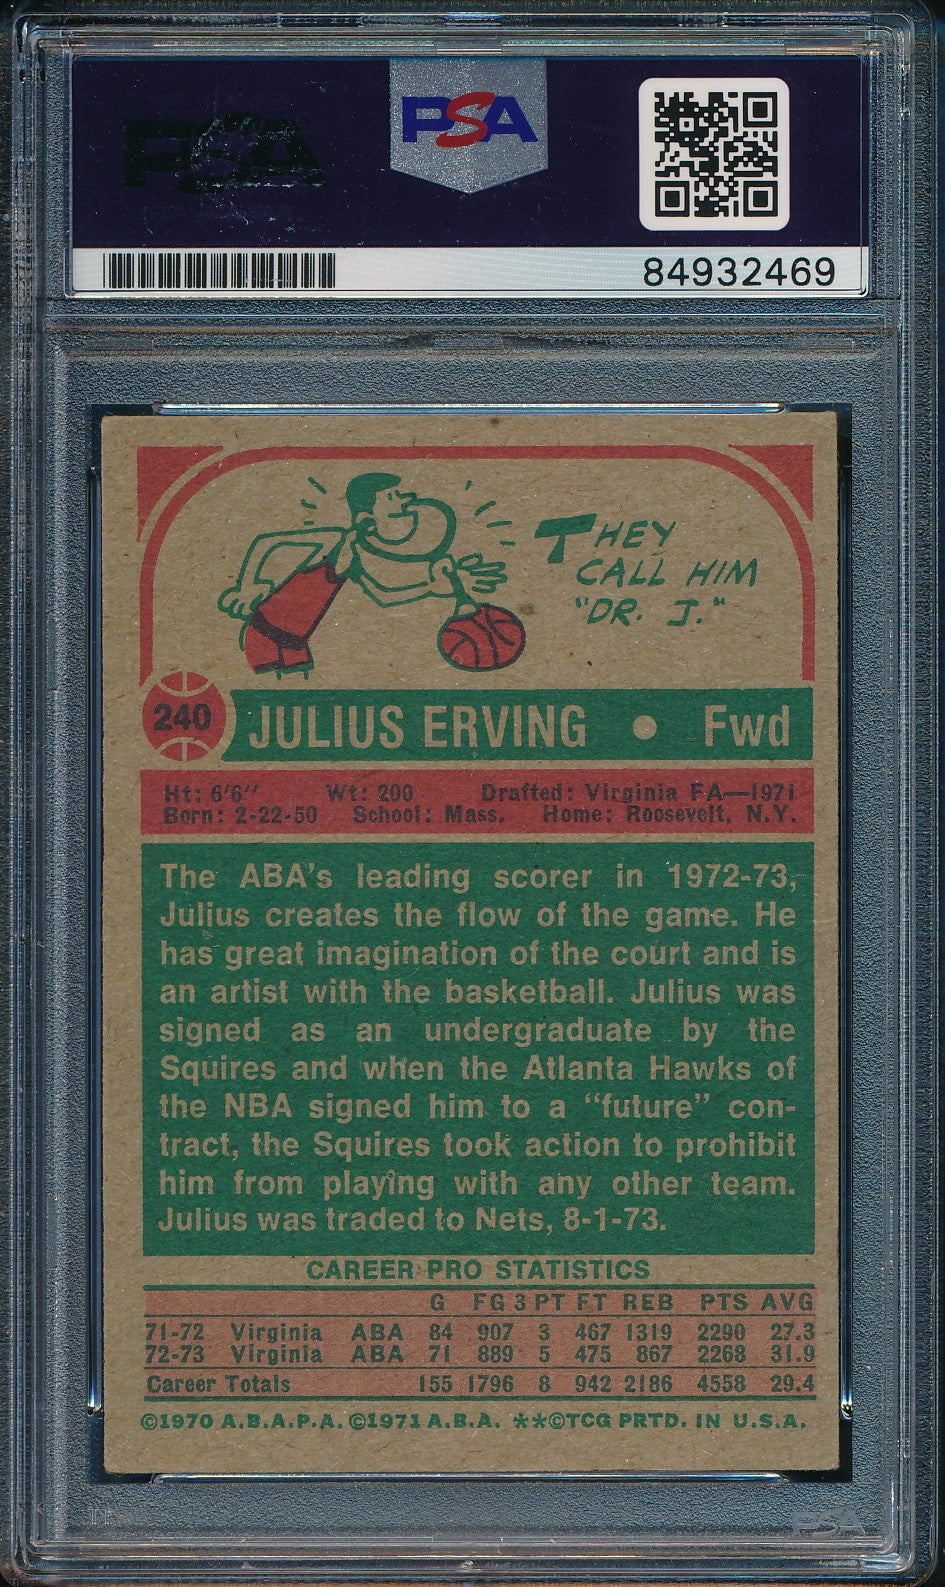 PSA
PSA
84932469
THEY
CALL HIM
"DR. J."
240 JULIUS ERVING • Fwd
Ht: 6'6" Wt: 200 Drafted: Virginia FA—1971
Born: 2-22-50 School: Mass. Home: Roosevelt, N.Y.
The ABA's leading scorer in 1972-73,
Julius creates the flow of the game. He
has great imagination of the court and is
an artist with the basketball. Julius was
signed as an undergraduate by the
Squires and when the Atlanta Hawks of
the NBA signed him to a "future" con-
tract, the Squires took action to prohibit
him from playing with any other team.
Julius was traded to Nets, 8-1-73.
CAREER PRO STATISTICS
G FG 3 PT FT REB PTS AVG
71-72 Virginia ABA 84 907 3 467 1319 2290 27.3
72-73 Virginia ABA 71 889 5 475 867 2268 31.9
Career Totals 155 1796 8 942 2186 4558 29.4
©1970 A.B.A.P.A. ©1971 A.B.A. **©TCG PRTD. IN U.S.A.
PSA